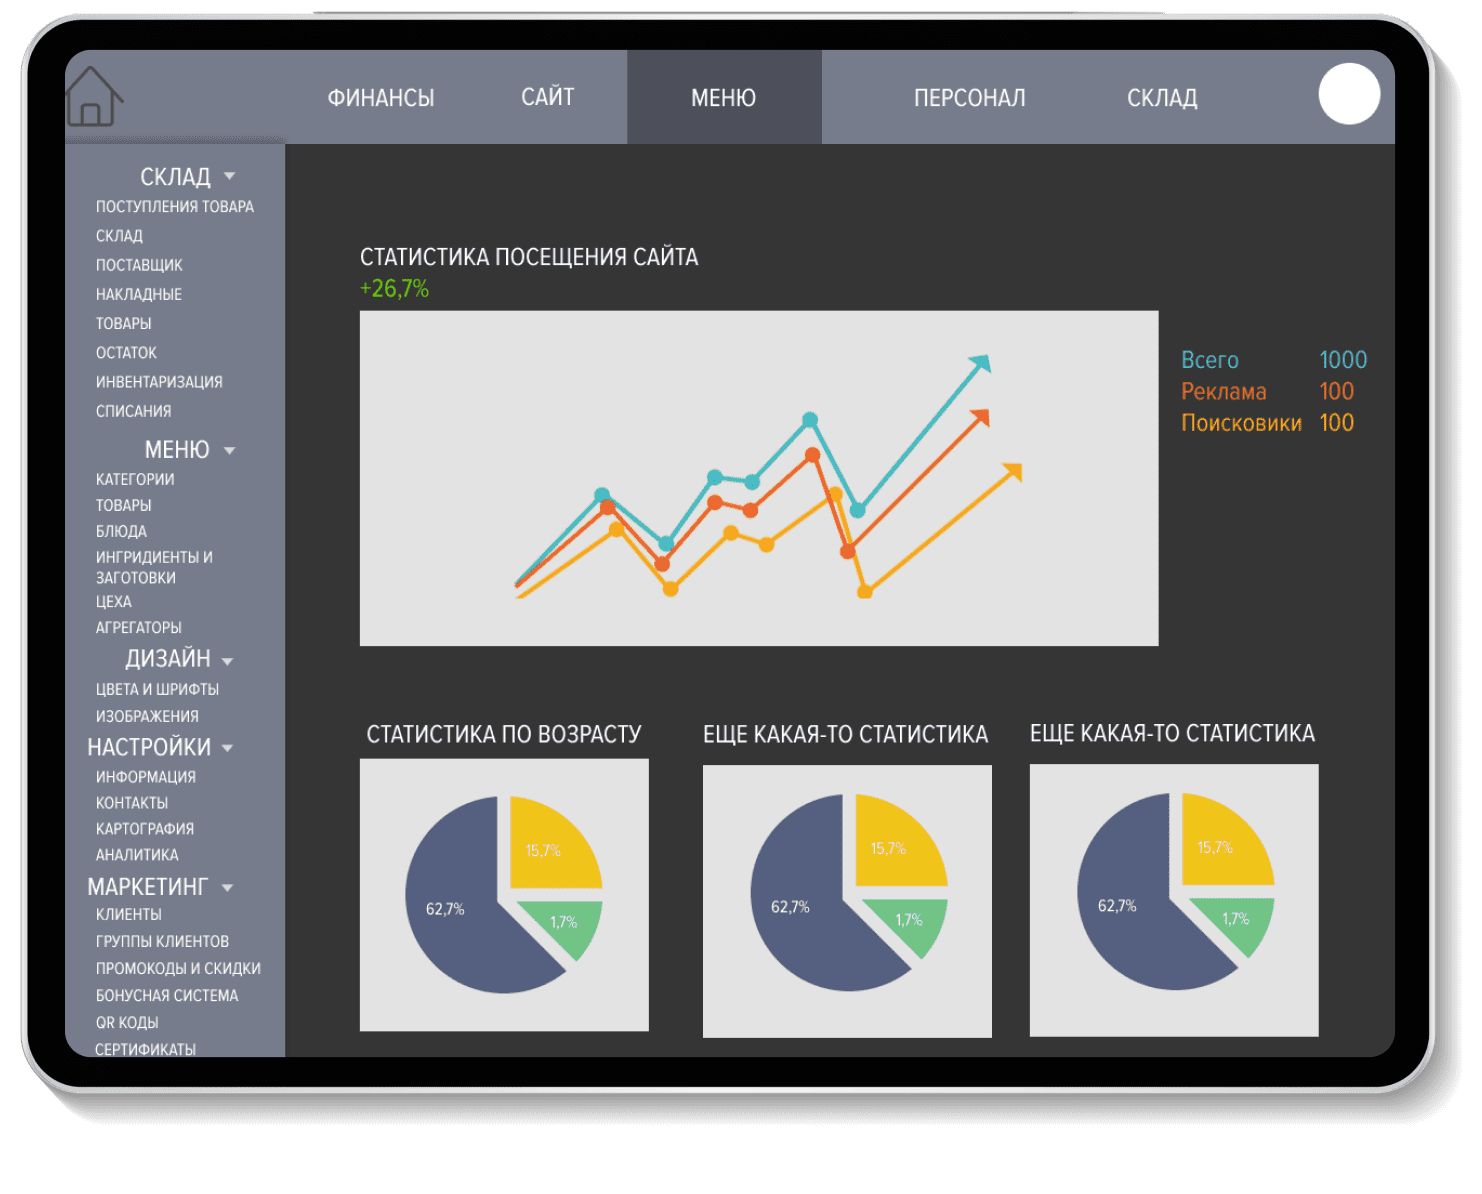 ФИНАНСЫ САЙТ МЕНЮ ПЕРСОНАЛ СКЛАД
СКЛАД
ПОСТУПЛЕНИЯ ТОВАРА
СКЛАД
ПОСТАВЩИК
НАКЛАДНЫЕ
ТОВАРЫ
ОСТАТОК
ИНВЕНТАРИЗАЦИЯ
СПИСАНИЯ
МЕНЮ
КАТЕГОРИИ
ТОВАРЫ
БЛЮДА
ИНГРИДИЕНТЫ И
ЗАГОТОВКИ
ЦЕХА
АГРЕГАТОРЫ
ДИЗАЙН
ЦВЕТА И ШРИФТЫ
ИЗОБРАЖЕНИЯ
НАСТРОЙКИ
ИНФОРМАЦИЯ
КОНТАКТЫ
КАРТОГРАФИЯ
АНАЛИТИКА
МАРКЕТИНГ
КЛИЕНТЫ
ГРУППЫ КЛИЕНТОВ
ПРОМОКОДЫ И СКИДКИ
БОНУСНАЯ СИСТЕМА
QR КОДЫ
СЕРТИФИКАТЫ
СТАТИСТИКА ПОСЕЩЕНИЯ САЙТА
+26,7%
Всего 1000
Реклама 100
Поисковики 100
СТАТИСТИКА ПО ВОЗРАСТУ
15,7%
62,7%
1,7%
ЕЩЕ КАКАЯ-ТО СТАТИСТИКА
15,7%
62,7%
1,7%
ЕЩЕ КАКАЯ-ТО СТАТИСТИКА
15,7%
62,7%
1,7%